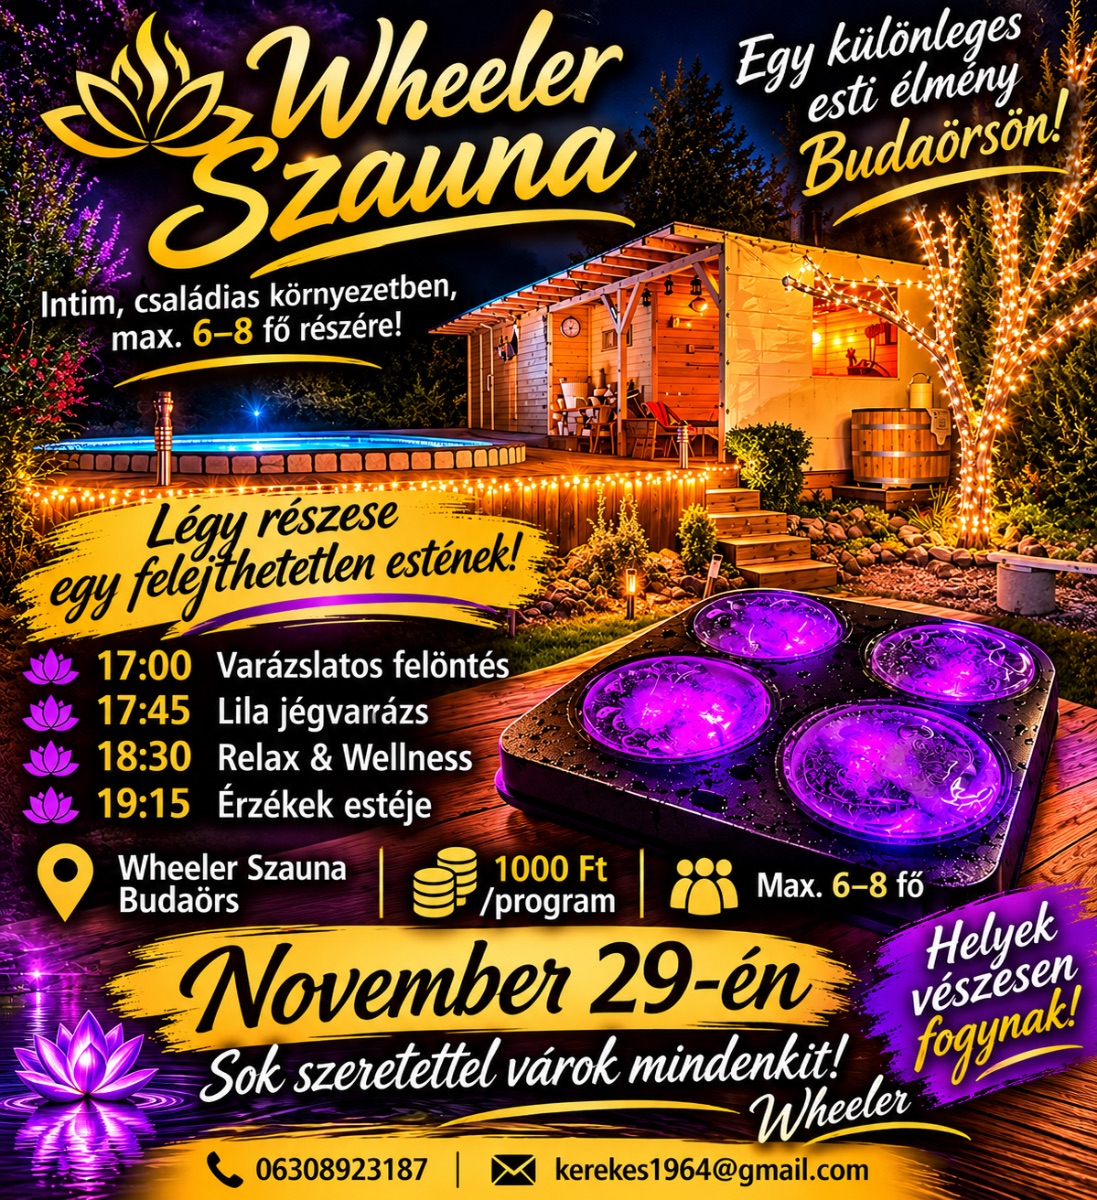 Wheeler
Szauna
Egy különleges
esti élmény
Budaörsön!
Intim, családias környezetben,
max. 6–8 fő részére!
Légy részese
egy felejthetetlen estének!
17:00 Varázslatos felöntés
17:45 Lila jégvarrázs
18:30 Relax & Wellness
19:15 Érzékek estéje
Wheeler Szauna
Budaörs
1000 Ft
/program
Max. 6–8 fő
November 29-én
Helyek
vészesen
fogynak!
Sok szeretettel várok mindenkit!
Wheeler
06308923187 | kerekes1964@gmail.com